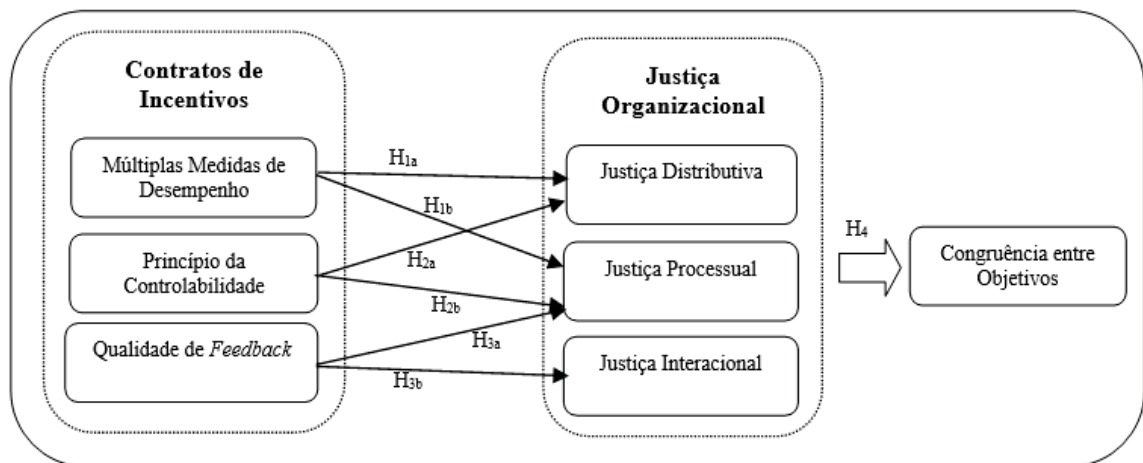 Contratos de
Incentivos
Múltiplas Medidas de
Desempenho
Princípio da
Controlabilidade
Qualidade de Feedback
H1a
H1b
H2a
H2b
H3a
H3b
Justiça
Organizacional
Justiça Distributiva
Justiça Processual
Justiça Interacional
H4
Congruência entre
Objetivos